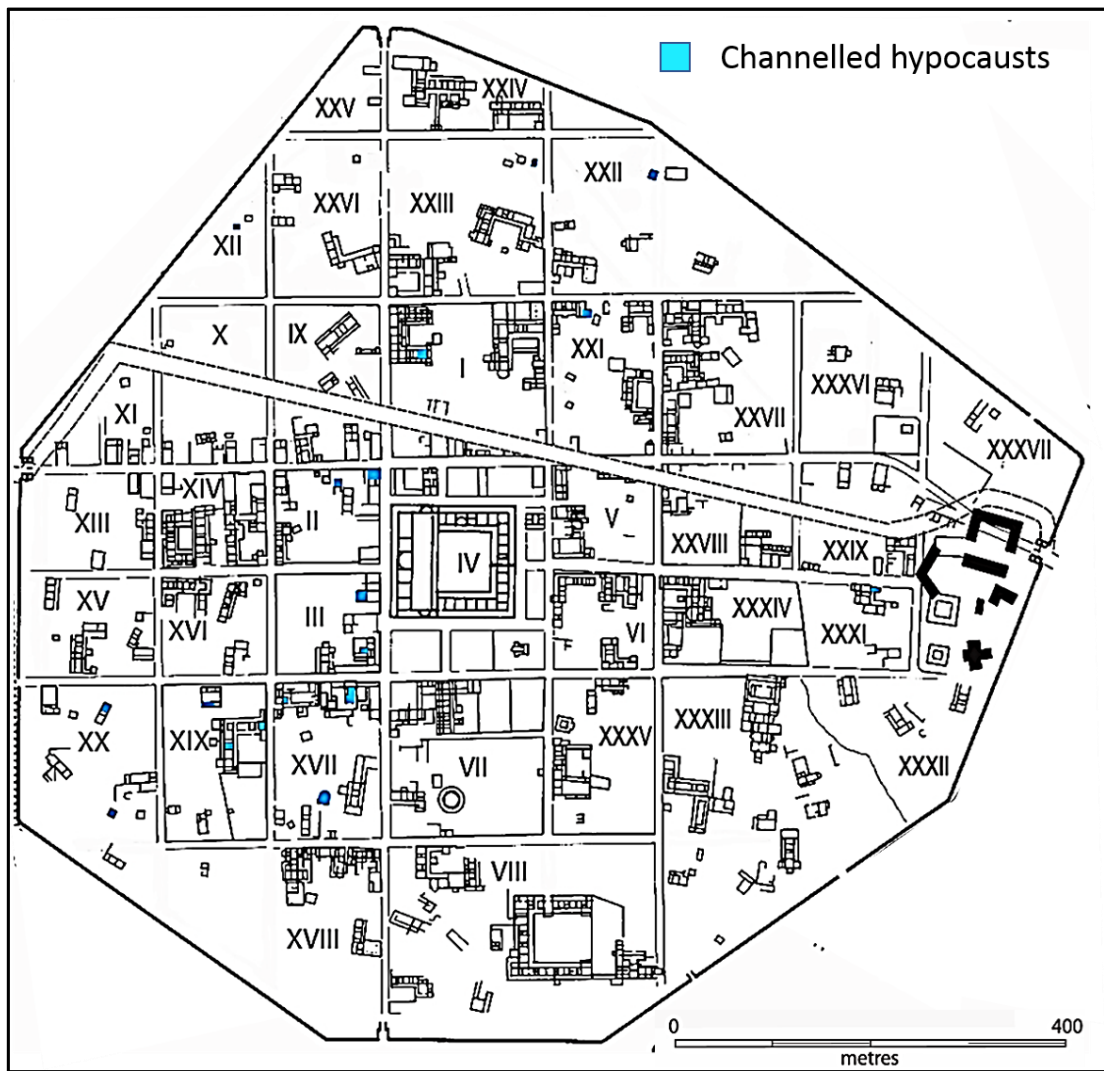 Channelled hypocausts
XXV
XXIV
XXII
XXVI
XXIII
XII
X
IX
I
XXI
XXXVI
XI
XXVII
XXXVII
XIV
XIII
II
V
IV
XXVIII
XXIX
XV
XVI
III
VI
XXXIV
XXXI
XX
XIX
XVII
VII
XXXV
XXXIII
XXXII
VIII
XVIII
0
400
metres